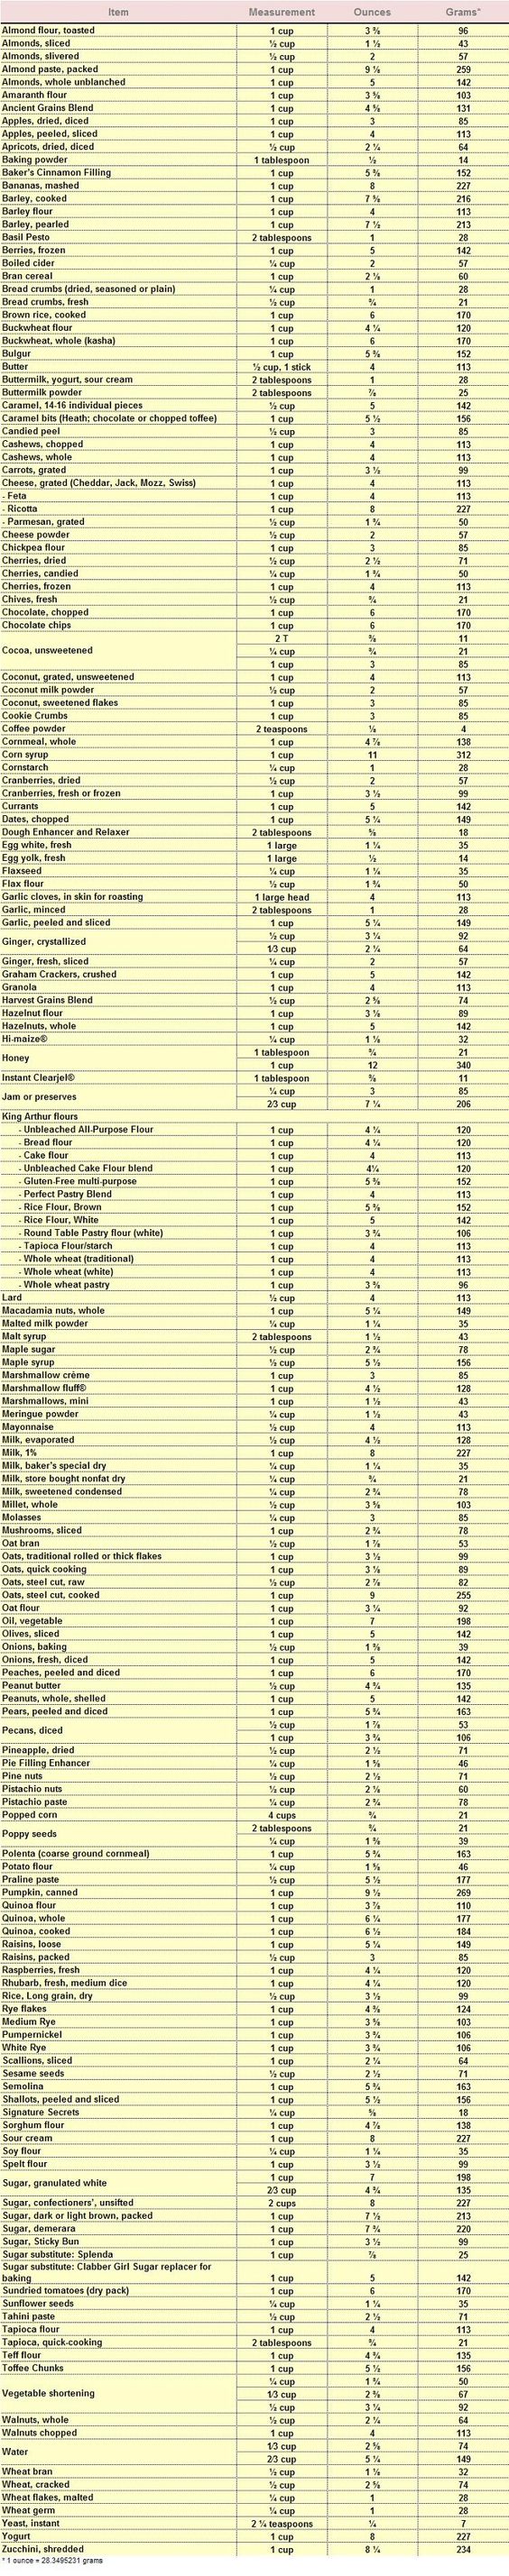 Item Measurement Ounces Grams*
Almond flour, toasted 1 cup 3 ⅜ 96
Almonds, sliced ½ cup 1 ½ 43
Almonds, slivered ½ cup 2 57
Almond paste, packed 1 cup 9 ⅛ 259
Almonds, whole unblanched 1 cup 5 142
Amaranth flour 1 cup 3 ⅝ 103
Ancient Grains Blend 1 cup 4 ⅝ 131
Apples, dried, diced 1 cup 3 85
Apples, peeled, sliced 1 cup 4 113
Apricots, dried, diced ½ cup 2 ¼ 64
Baking powder 1 tablespoon ½ 14
Baker's Cinnamon Filling 1 cup 5 ⅜ 152
Bananas, mashed 1 cup 8 227
Barley, cooked 1 cup 7 ⅝ 216
Barley flour 1 cup 4 113
Barley, pearled 1 cup 7 ½ 213
Basil Pesto 2 tablespoons 1 28
Berries, frozen 1 cup 5 142
Boiled cider ¼ cup 2 57
Bran cereal 1 cup 2 ⅛ 60
Bread crumbs (dried, seasoned or plain) ¼ cup 1 28
Bread crumbs, fresh ½ cup ¾ 21
Brown rice, cooked 1 cup 6 170
Buckwheat flour 1 cup 4 ¼ 120
Buckwheat, whole (kasha) 1 cup 6 170
Bulgur 1 cup 5 ⅜ 152
Butter ½ cup, 1 stick 4 113
Buttermilk, yogurt, sour cream 2 tablespoons 1 28
Buttermilk powder 2 tablespoons ⅞ 25
Caramel, 14-16 individual pieces ½ cup 5 142
Caramel bits (Heath; chocolate or chopped toffee) 1 cup 5 ½ 156
Candied peel ½ cup 3 85
Cashews, chopped 1 cup 4 113
Cashews, whole 1 cup 4 113
Carrots, grated 1 cup 3 ½ 99
Cheese, grated (Cheddar, Jack, Mozz, Swiss) 1 cup 4 113
- Feta 1 cup 4 113
- Ricotta 1 cup 8 227
- Parmesan, grated ½ cup 1 ¾ 50
Cheese powder ½ cup 2 57
Chickpea flour 1 cup 3 85
Cherries, dried ½ cup 2 ½ 71
Cherries, candied ¼ cup 1 ¾ 50
Cherries, frozen 1 cup 4 113
Chives, fresh ½ cup ¾ 21
Chocolate, chopped 1 cup 6 170
Chocolate chips 1 cup 6 170
Cocoa, unsweetened 2 T ⅜ 11
¼ cup ¾ 21
1 cup 3 85
Coconut, grated, unsweetened 1 cup 4 113
Coconut milk powder ½ cup 2 57
Coconut, sweetened flakes 1 cup 3 85
Cookie Crumbs 1 cup 3 85
Coffee powder 2 teaspoons ⅛ 4
Cornmeal, whole 1 cup 4 ⅞ 138
Corn syrup 1 cup 11 312
Cornstarch ¼ cup 1 28
Cranberries, dried ½ cup 2 57
Cranberries, fresh or frozen 1 cup 3 ½ 99
Currants 1 cup 5 142
Dates, chopped 1 cup 5 ¼ 149
Dough Enhancer and Relaxer 2 tablespoons ⅝ 18
Egg white, fresh 1 large 1 ¼ 35
Egg yolk, fresh 1 large ½ 14
Flaxseed ¼ cup 1 ¼ 35
Flax flour ½ cup 1 ¾ 50
Garlic cloves, in skin for roasting 1 large head 4 113
Garlic, minced 2 tablespoons 1 28
Garlic, peeled and sliced 1 cup 5 ¼ 149
Ginger, crystallized ½ cup 3 ¼ 92
1/3 cup 2 ¼ 64
Ginger, fresh, sliced ¼ cup 2 57
Graham Crackers, crushed 1 cup 5 142
Granola 1 cup 4 113
Harvest Grains Blend ½ cup 2 ⅝ 74
Hazelnut flour 1 cup 3 ⅛ 89
Hazelnuts, whole 1 cup 5 142
Hi-maize® ¼ cup 1 ⅛ 32
Honey 1 tablespoon ¾ 21
1 cup 12 340
Instant Clearjel® 1 tablespoon ⅜ 11
Jam or preserves ¼ cup 3 85
2/3 cup 7 ¼ 206
King Arthur flours
- Unbleached All-Purpose Flour 1 cup 4 ¼ 120
- Bread flour 1 cup 4 ¼ 120
- Cake flour 1 cup 4 113
- Unbleached Cake Flour blend 1 cup 4¼ 120
- Gluten-Free multi-purpose 1 cup 5 ⅜ 152
- Perfect Pastry Blend 1 cup 4 113
- Rice Flour, Brown 1 cup 5 ⅜ 152
- Rice Flour, White 1 cup 5 142
- Round Table Pastry flour (white) 1 cup 3 ¾ 106
- Tapioca Flour/starch 1 cup 4 113
- Whole wheat (traditional) 1 cup 4 113
- Whole wheat (white) 1 cup 4 113
- Whole wheat pastry 1 cup 3 ⅜ 96
Lard ½ cup 4 113
Macadamia nuts, whole 1 cup 5 ¼ 149
Malted milk powder ¼ cup 1 ¼ 35
Malt syrup 2 tablespoons 1 ½ 43
Maple sugar ½ cup 2 ¾ 78
Maple syrup ½ cup 5 ½ 156
Marshmallow crème 1 cup 3 85
Marshmallow fluff® 1 cup 4 ½ 128
Marshmallows, mini 1 cup 1 ½ 43
Meringue powder ¼ cup 1 ½ 43
Mayonnaise ½ cup 4 113
Milk, evaporated ½ cup 4 ½ 128
Milk, 1% 1 cup 8 227
Milk, baker's special dry ¼ cup 1 ¼ 35
Milk, store bought nonfat dry ¼ cup ¾ 21
Milk, sweetened condensed ¼ cup 2 ¾ 78
Millet, whole ½ cup 3 ⅝ 103
Molasses ¼ cup 3 85
Mushrooms, sliced 1 cup 2 ¾ 78
Oat bran ½ cup 1 ⅞ 53
Oats, traditional rolled or thick flakes 1 cup 3 ½ 99
Oats, quick cooking 1 cup 3 ⅛ 89
Oats, steel cut, raw ½ cup 2 ⅞ 82
Oats, steel cut, cooked 1 cup 9 255
Oat flour 1 cup 3 ¼ 92
Oil, vegetable 1 cup 7 198
Olives, sliced 1 cup 5 142
Onions, baking ½ cup 1 ⅜ 39
Onions, fresh, diced 1 cup 5 142
Peaches, peeled and diced 1 cup 6 170
Peanut butter ½ cup 4 ¾ 135
Peanuts, whole, shelled 1 cup 5 142
Pears, peeled and diced 1 cup 5 ¾ 163
Pecans, diced ½ cup 1 ⅞ 53
1 cup 3 ¾ 106
Pineapple, dried ½ cup 2 ½ 71
Pie Filling Enhancer ¼ cup 1 ⅝ 46
Pine nuts ½ cup 2 ½ 71
Pistachio nuts ½ cup 2 ⅛ 60
Pistachio paste ¼ cup 2 ¾ 78
Popped corn 4 cups ¾ 21
Poppy seeds 2 tablespoons ¾ 21
¼ cup 1 ⅜ 39
Polenta (coarse ground cornmeal) 1 cup 5 ¾ 163
Potato flour ¼ cup 1 ⅝ 46
Praline paste ½ cup 5 ½ 177
Pumpkin, canned 1 cup 9 ½ 269
Quinoa flour 1 cup 3 ⅞ 110
Quinoa, whole 1 cup 6 ¼ 177
Quinoa, cooked 1 cup 6 ½ 184
Raisins, loose 1 cup 5 ¼ 149
Raisins, packed ½ cup 3 85
Raspberries, fresh 1 cup 4 ¼ 120
Rhubarb, fresh, medium dice 1 cup 4 ¼ 120
Rice, Long grain, dry ½ cup 3 ½ 99
Rye flakes 1 cup 4 ⅜ 124
Medium Rye 1 cup 3 ⅝ 103
Pumpernickel 1 cup 3 ¾ 106
White Rye 1 cup 3 ¾ 106
Scallions, sliced 1 cup 2 ¼ 64
Sesame seeds ½ cup 2 ½ 71
Semolina 1 cup 5 ¾ 163
Shallots, peeled and sliced 1 cup 5 ½ 156
Signature Secrets ¼ cup ⅝ 18
Sorghum flour 1 cup 4 ⅞ 138
Sour cream 1 cup 8 227
Soy flour ¼ cup 1 ¼ 35
Spelt flour 1 cup 3 ½ 99
Sugar, granulated white 1 cup 7 198
2/3 cup 4 ¾ 135
Sugar, confectioners', unsifted 2 cups 8 227
Sugar, dark or light brown, packed 1 cup 7 ½ 213
Sugar, demerara 1 cup 7 ¾ 220
Sugar, Sticky Bun 1 cup 3 ½ 99
Sugar substitute: Splenda 1 cup ⅞ 25
Sugar substitute: Clabber Girl Sugar replacer for
baking 1 cup 5 142
Sundried tomatoes (dry pack) 1 cup 6 170
Sunflower seeds ¼ cup 1 ¼ 35
Tahini paste ½ cup 2 ½ 71
Tapioca flour 1 cup 4 113
Tapioca, quick-cooking 2 tablespoons ¾ 21
Teff flour 1 cup 4 ¾ 135
Toffee Chunks 1 cup 5 ½ 156
Vegetable shortening ¼ cup 1 ¾ 50
1/3 cup 2 ⅜ 67
½ cup 3 ¼ 92
Walnuts, whole ½ cup 2 ¼ 64
Walnuts chopped 1 cup 4 113
Water 1/3 cup 2 ⅝ 74
2/3 cup 5 ¼ 149
Wheat bran ½ cup 1 ⅛ 32
Wheat, cracked ½ cup 2 ⅝ 74
Wheat flakes, malted ¼ cup 1 28
Wheat germ ¼ cup 1 28
Yeast, instant 2 ¼ teaspoons ¼ 7
Yogurt 1 cup 8 227
Zucchini, shredded 1 cup 8 ¼ 234
* 1 ounce = 28.3495231 grams